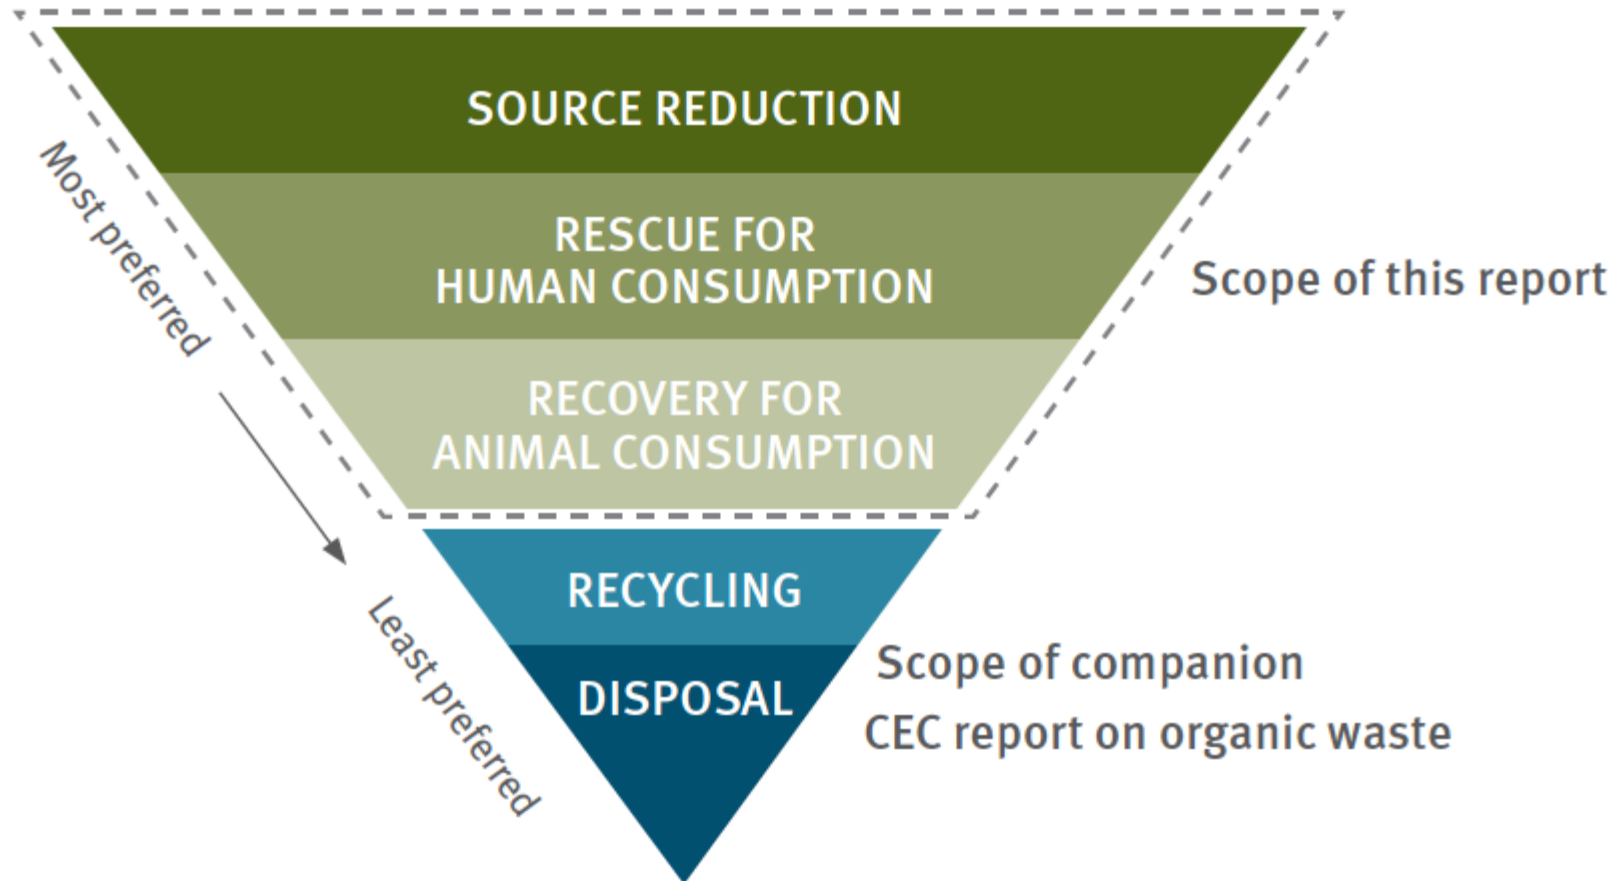 SOURCE REDUCTION
RESCUE FOR
HUMAN CONSUMPTION
RECOVERY FOR
ANIMAL CONSUMPTION
RECYCLING
DISPOSAL
Most preferred
Least preferred
Scope of this report
Scope of companion
CEC report on organic waste